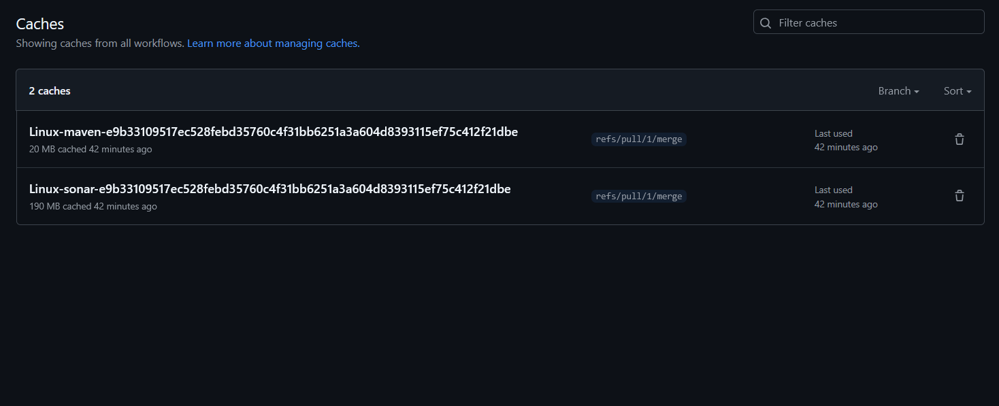 Caches
Filter caches
Showing caches from all workflows. Learn more about managing caches.
2 caches
Branch
Sort
Linux-maven-e9b33109517ec528febd35760c4f31bb6251a3a604d8393115ef75c412f21dbe
20 MB cached 42 minutes ago
refs/pull/1/merge
Last used
42 minutes ago
Linux-sonar-e9b33109517ec528febd35760c4f31bb6251a3a604d8393115ef75c412f21dbe
190 MB cached 42 minutes ago
refs/pull/1/merge
Last used
42 minutes ago